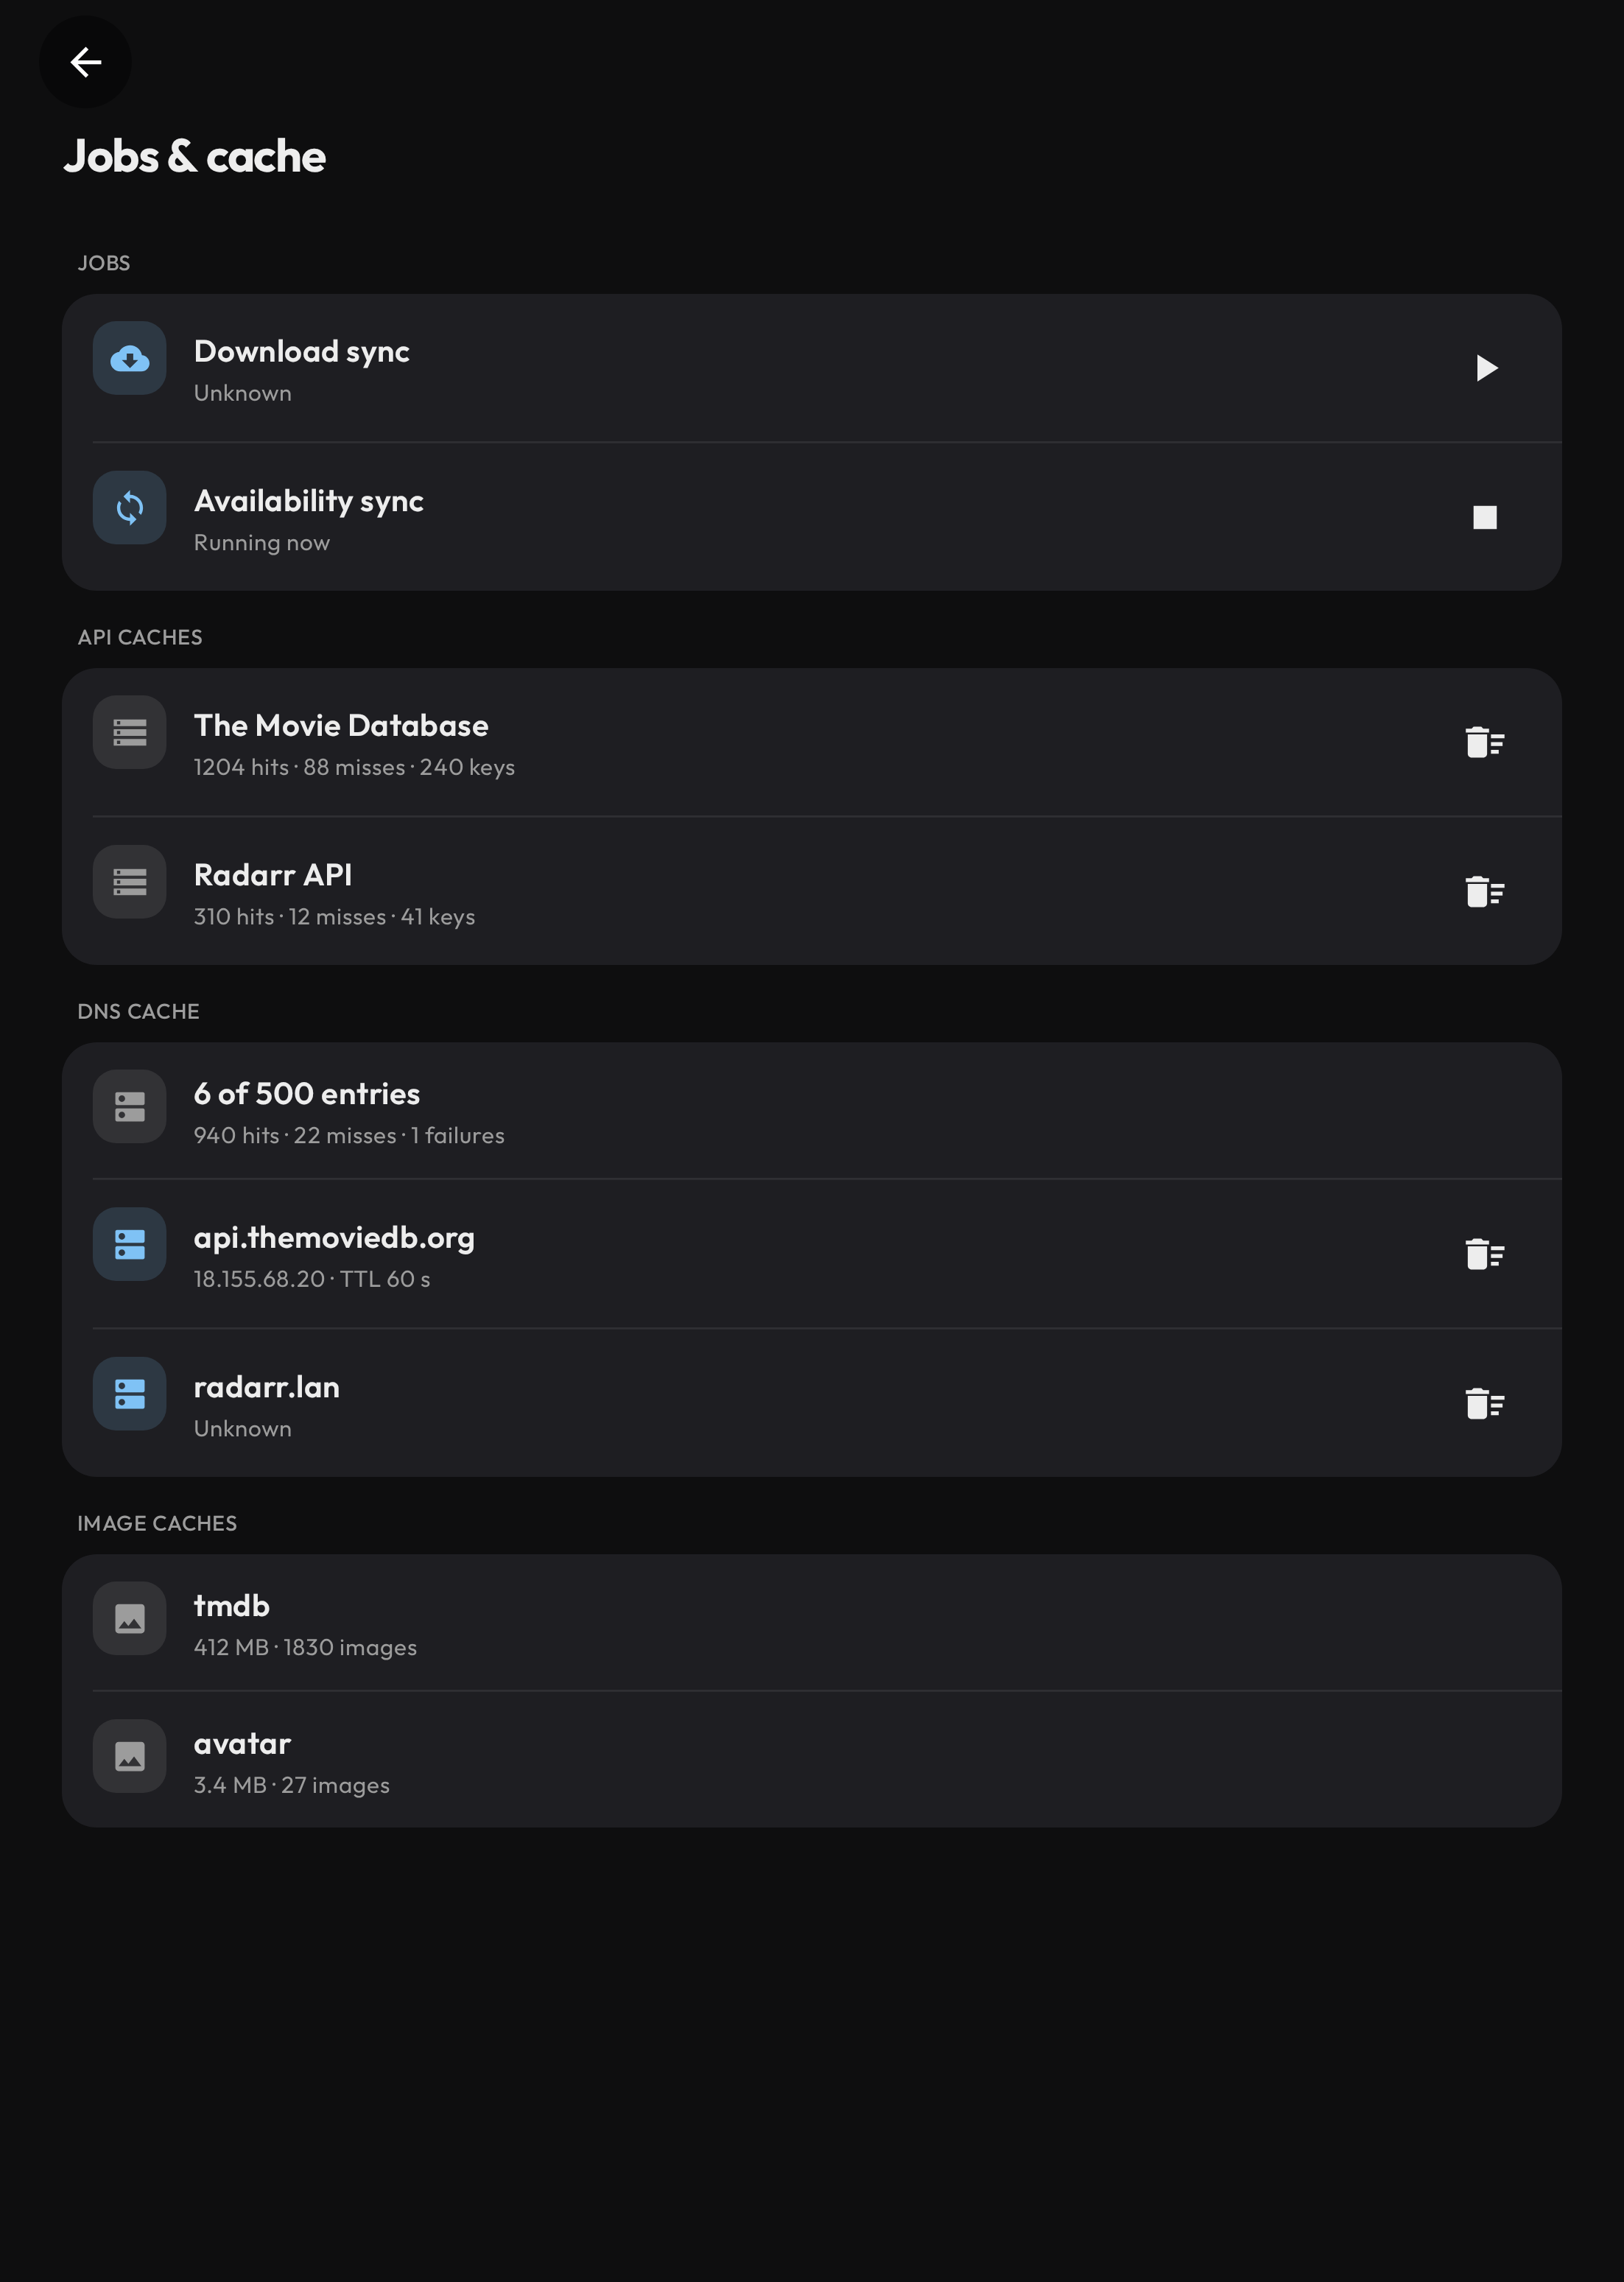 Jobs & cache
JOBS
Download sync
Unknown
Availability sync
Running now
API CACHES
The Movie Database
1204 hits · 88 misses · 240 keys
Radarr API
310 hits · 12 misses · 41 keys
DNS CACHE
6 of 500 entries
940 hits · 22 misses · 1 failures
api.themoviedb.org
18.155.68.20 · TTL 60 s
radarr.lan
Unknown
IMAGE CACHES
tmdb
412 MB · 1830 images
avatar
3.4 MB · 27 images